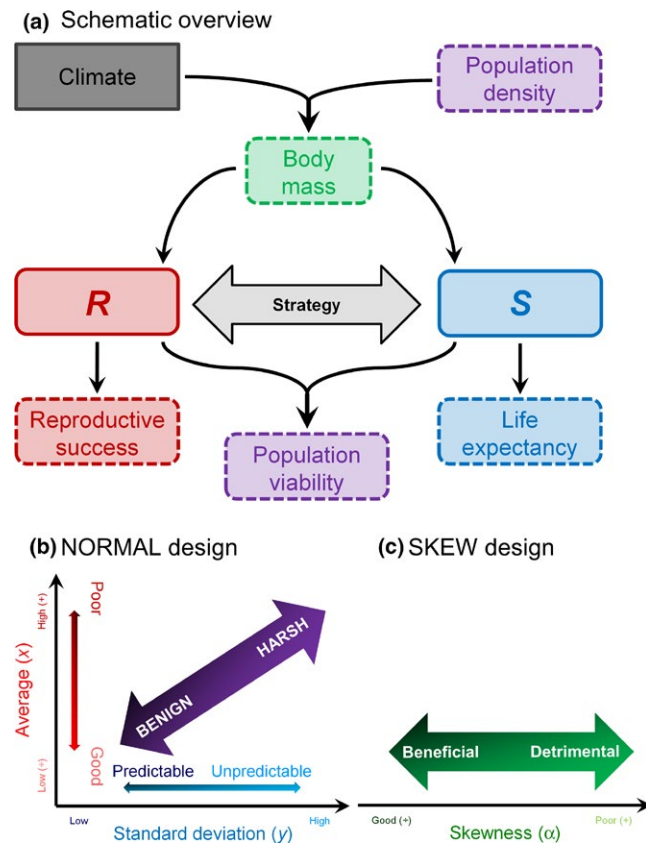 (a) Schematic overview
Climate
Population
density
Body
mass
R
Strategy
S
Reproductive
success
Population
viability
Life
expectancy
(b) NORMAL design
Average (x)
High (+)
Low (÷)
Poor
Good
BENIGN
HARSH
Predictable
Unpredictable
Low
High
Standard deviation (y)
(c) SKEW design
Beneficial
Detrimental
Good (÷)
Poor (+)
Skewness (α)